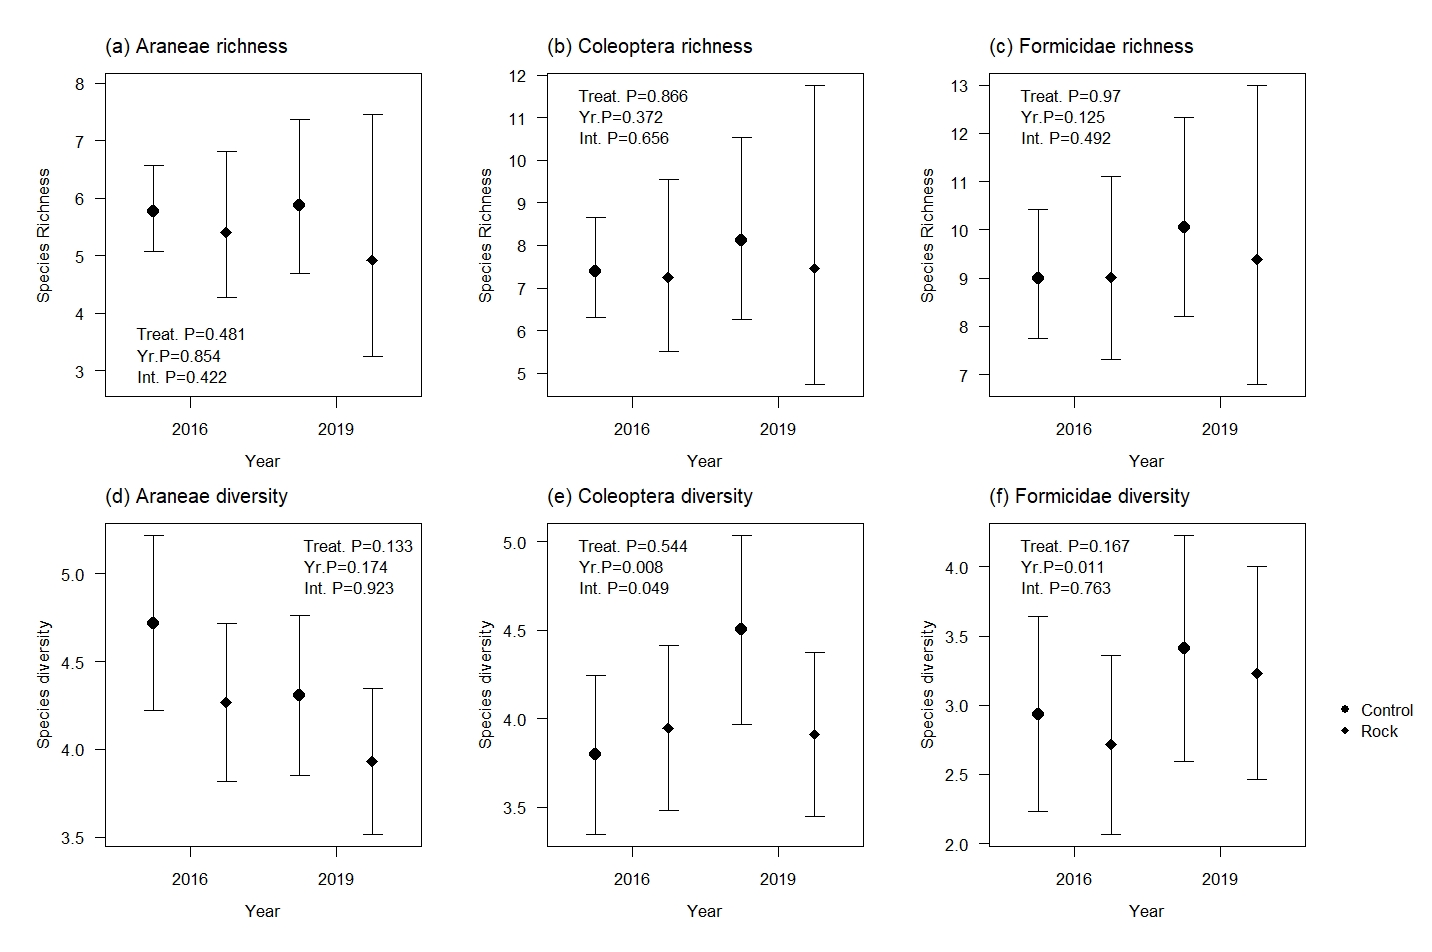 (a) Araneae richness
8
7
6
5
4
3
Species Richness
Treat. P=0.481
Yr.P=0.854
Int. P=0.422
2016
2019
Year
(b) Coleoptera richness
12
11
10
9
8
7
6
5
Species Richness
Treat. P=0.866
Yr.P=0.372
Int. P=0.656
2016
2019
Year
(c) Formicidae richness
13
12
11
10
9
8
7
Species Richness
Treat. P=0.97
Yr.P=0.125
Int. P=0.492
2016
2019
Year
(d) Araneae diversity
5.0
4.5
4.0
3.5
Species diversity
Treat. P=0.133
Yr.P=0.174
Int. P=0.923
2016
2019
Year
(e) Coleoptera diversity
5.0
4.5
4.0
3.5
Species diversity
Treat. P=0.544
Yr.P=0.008
Int. P=0.049
2016
2019
Year
(f) Formicidae diversity
4.0
3.5
3.0
2.5
2.0
Species diversity
Treat. P=0.167
Yr.P=0.011
Int. P=0.763
2016
2019
Year
Control
Rock